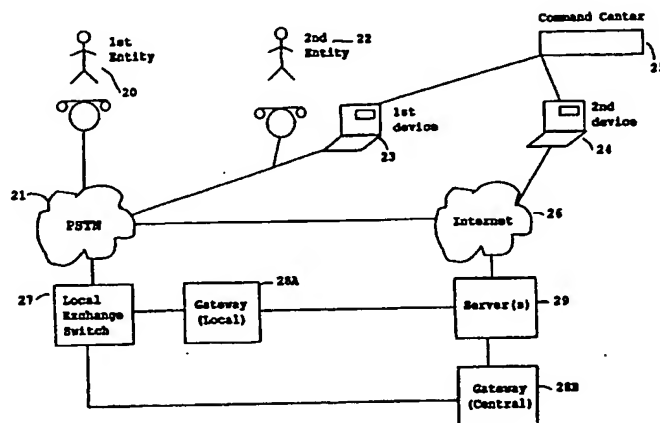 Command Center
25
1st
Entity
20
2nd
Entity
22
1st
device
23
2nd
device
24
21
PSTN
Internet
26
27
Local
Exchange
Switch
28A
Gateway
(Local)
Server(s)
29
Gateway
(Central)
28B